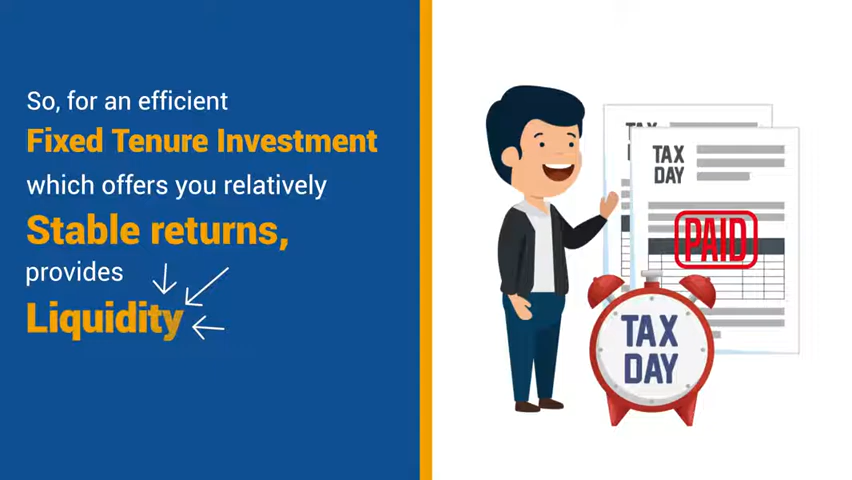 So, for an efficient
Fixed Tenure Investment
which offers you relatively
Stable returns,
provides
Liquidity
TAX
TAX
DAY
PAID
TAX
DAY